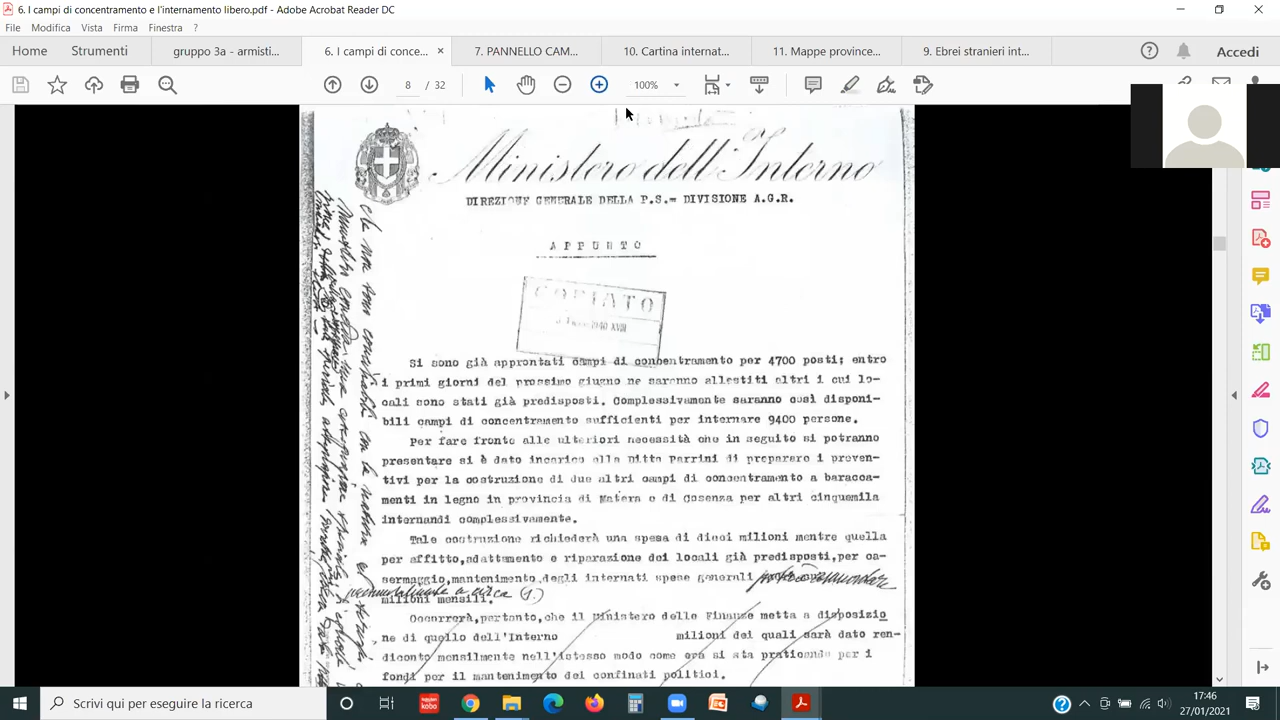 6. I campi di concentramento e l'internamento libero.pdf - Adobe Acrobat Reader DC
File Modifica Vista Firma Finestra ?
Home Strumenti gruppo 3a - armisti... 6. I campi di conce... × 7. PANNELLO CAM... 10. Cartina internat... 11. Mappe province... 9. Ebrei stranieri int... Accedi
8 / 32 100%
Ministero dell'Interno
DIREZIONE GENERALE DELLA P.S.= DIVISIONE A.G.R.
APPUNTO
COPIATO
1940 XVIII
Si sono già approntati campi di concentramento per 4700 posti; entro
i primi giorni del prossimo giugno ne saranno allestiti altri i cui lo-
cali sono stati già predisposti. Complessivamente saranno così disponi-
bili campi di concentramento sufficienti per internare 9400 persone.
Per fare fronte alle ulteriori necessità che in seguito si potranno
presentare si è dato incarico alla Ditta Parrini di preparare i preven-
tivi per la costruzione di due altri campi di concentramento a baracca-
menti in legno in provincia di Matera e di Cosenza per altri cinquemila
internandi complessivamente.
Tale costruzione richiederà una spesa di dieci milioni mentre quella
per affitto,adattamento e riparazione dei locali già predisposti,per ca-
sermaggio,mantenimento degli internati spese generali
milioni mensili.
Occorrerà,pertanto,che il Ministero delle Finanze metta a disposizio
ne di quello dell'Interno milioni dei quali sarà dato ren-
diconto mensilmente nell'istesso modo come ora si sta praticando per i
fondi per il mantenimento dei confinati politici.
Scrivi qui per eseguire la ricerca
17:46
27/01/2021